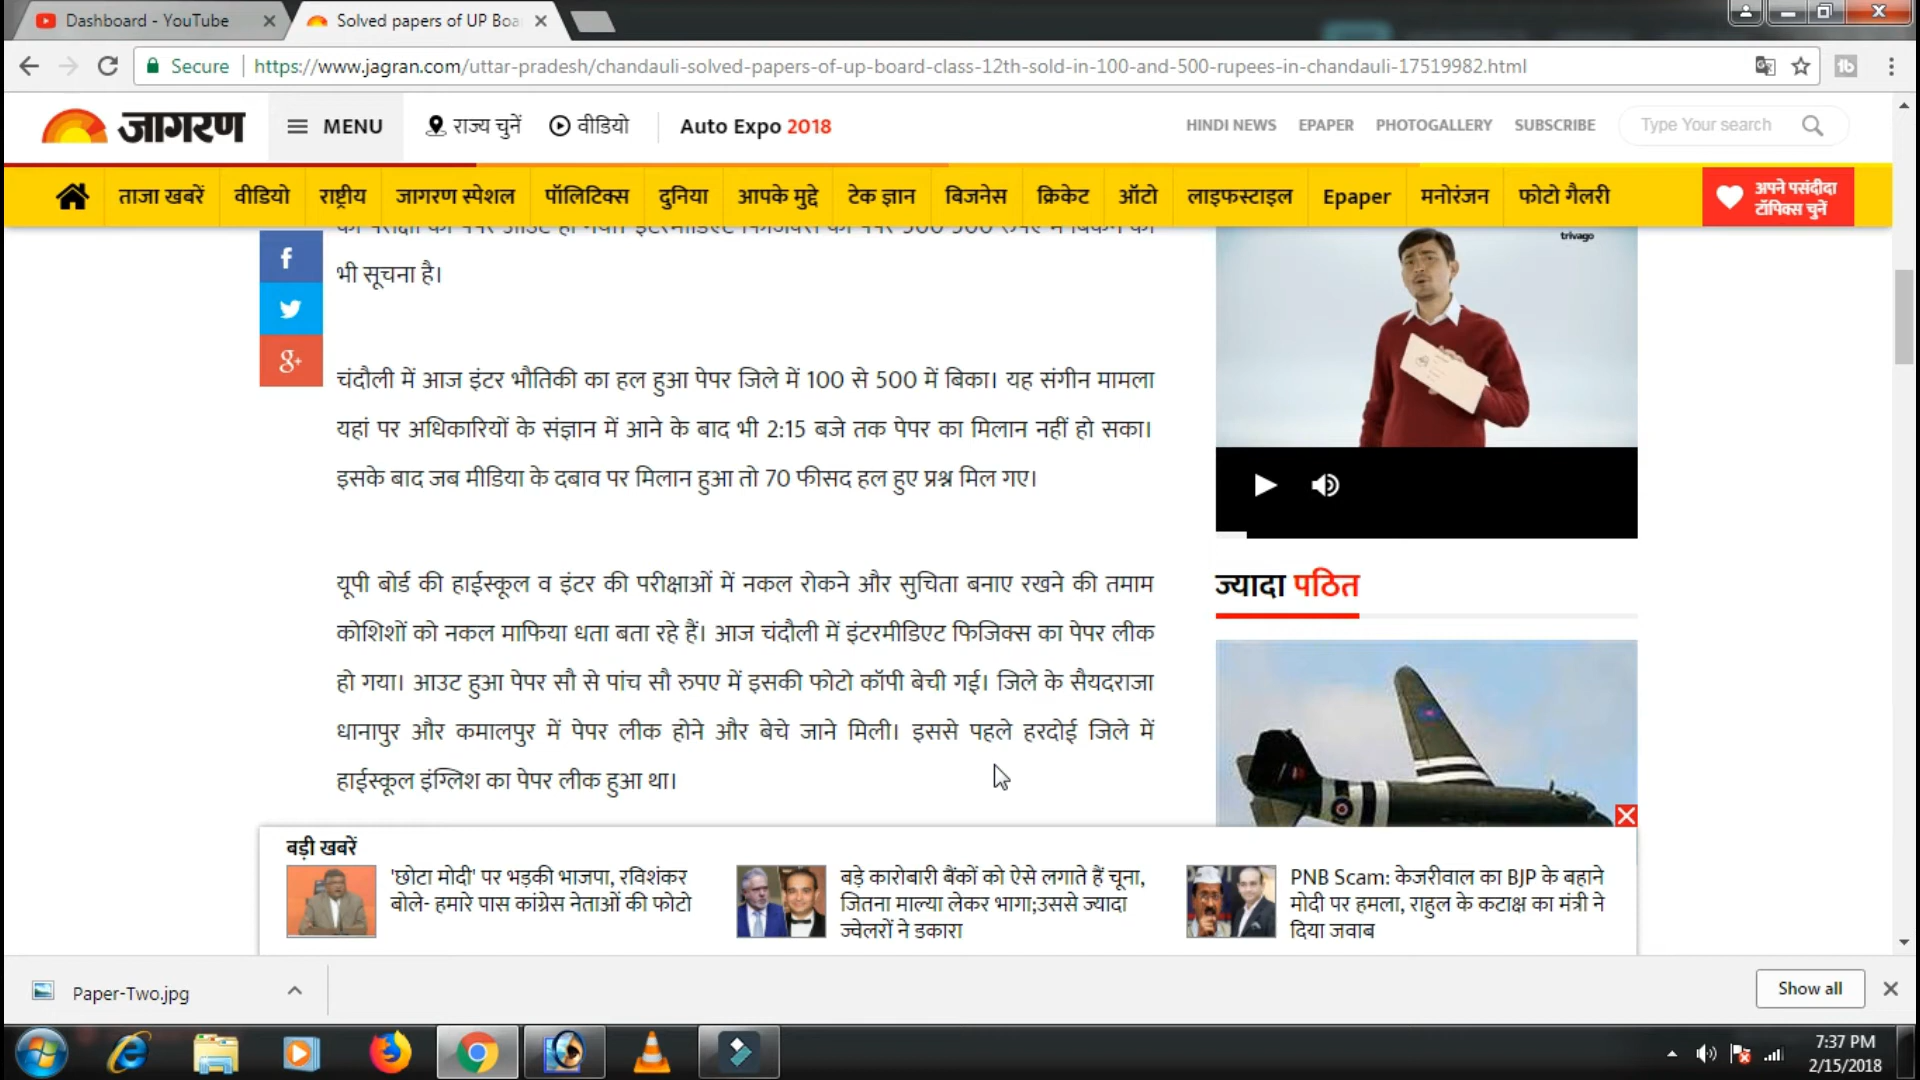 Dashboard - YouTube
Solved papers of UP Boa
Secure
https://www.jagran.com/uttar-pradesh/chandauli-solved-papers-of-up-board-class-12th-sold-in-100-and-500-rupees-in-chandauli-17519982.html
जागरण
MENU
राज्य चुनें
वीडियो
Auto Expo 2018
HINDI NEWS
EPAPER
PHOTOGALLERY
SUBSCRIBE
Type Your search
ताजा खबरें
वीडियो
राष्ट्रीय
जागरण स्पेशल
पॉलिटिक्स
दुनिया
आपके मुद्दे
टेक ज्ञान
बिजनेस
क्रिकेट
ऑटो
लाइफस्टाइल
Epaper
मनोरंजन
फोटो गैलरी
अपने पसंदीदा
टॉपिक्स चुनें
भी सूचना है।
चंदौली में आज इंटर भौतिकी का हल हुआ पेपर जिले में 100 से 500 में बिका। यह संगीन मामला
यहां पर अधिकारियों के संज्ञान में आने के बाद भी 2:15 बजे तक पेपर का मिलान नहीं हो सका।
इसके बाद जब मीडिया के दबाव पर मिलान हुआ तो 70 फीसद हल हुए प्रश्न मिल गए।
यूपी बोर्ड की हाईस्कूल व इंटर की परीक्षाओं में नकल रोकने और सुचिता बनाए रखने की तमाम
कोशिशों को नकल माफिया धता बता रहे हैं। आज चंदौली में इंटरमीडिएट फिजिक्स का पेपर लीक
हो गया। आउट हुआ पेपर सौ से पांच सौ रुपए में इसकी फोटो कॉपी बेची गई। जिले के सैयदराजा
धानापुर और कमालपुर में पेपर लीक होने और बेचे जाने मिली। इससे पहले हरदोई जिले में
हाईस्कूल इंग्लिश का पेपर लीक हुआ था।
trivago
ज्यादा पठित
बड़ी खबरें
'छोटा मोदी' पर भड़की भाजपा, रविशंकर
बोले- हमारे पास कांग्रेस नेताओं की फोटो
बड़े कारोबारी बैंकों को ऐसे लगाते हैं चूना,
जितना माल्या लेकर भागा;उससे ज्यादा
ज्वेलरों ने डकारा
PNB Scam: केजरीवाल का BJP के बहाने
मोदी पर हमला, राहुल के कटाक्ष का मंत्री ने
दिया जवाब
Paper-Two.jpg
Show all
7:37 PM
2/15/2018